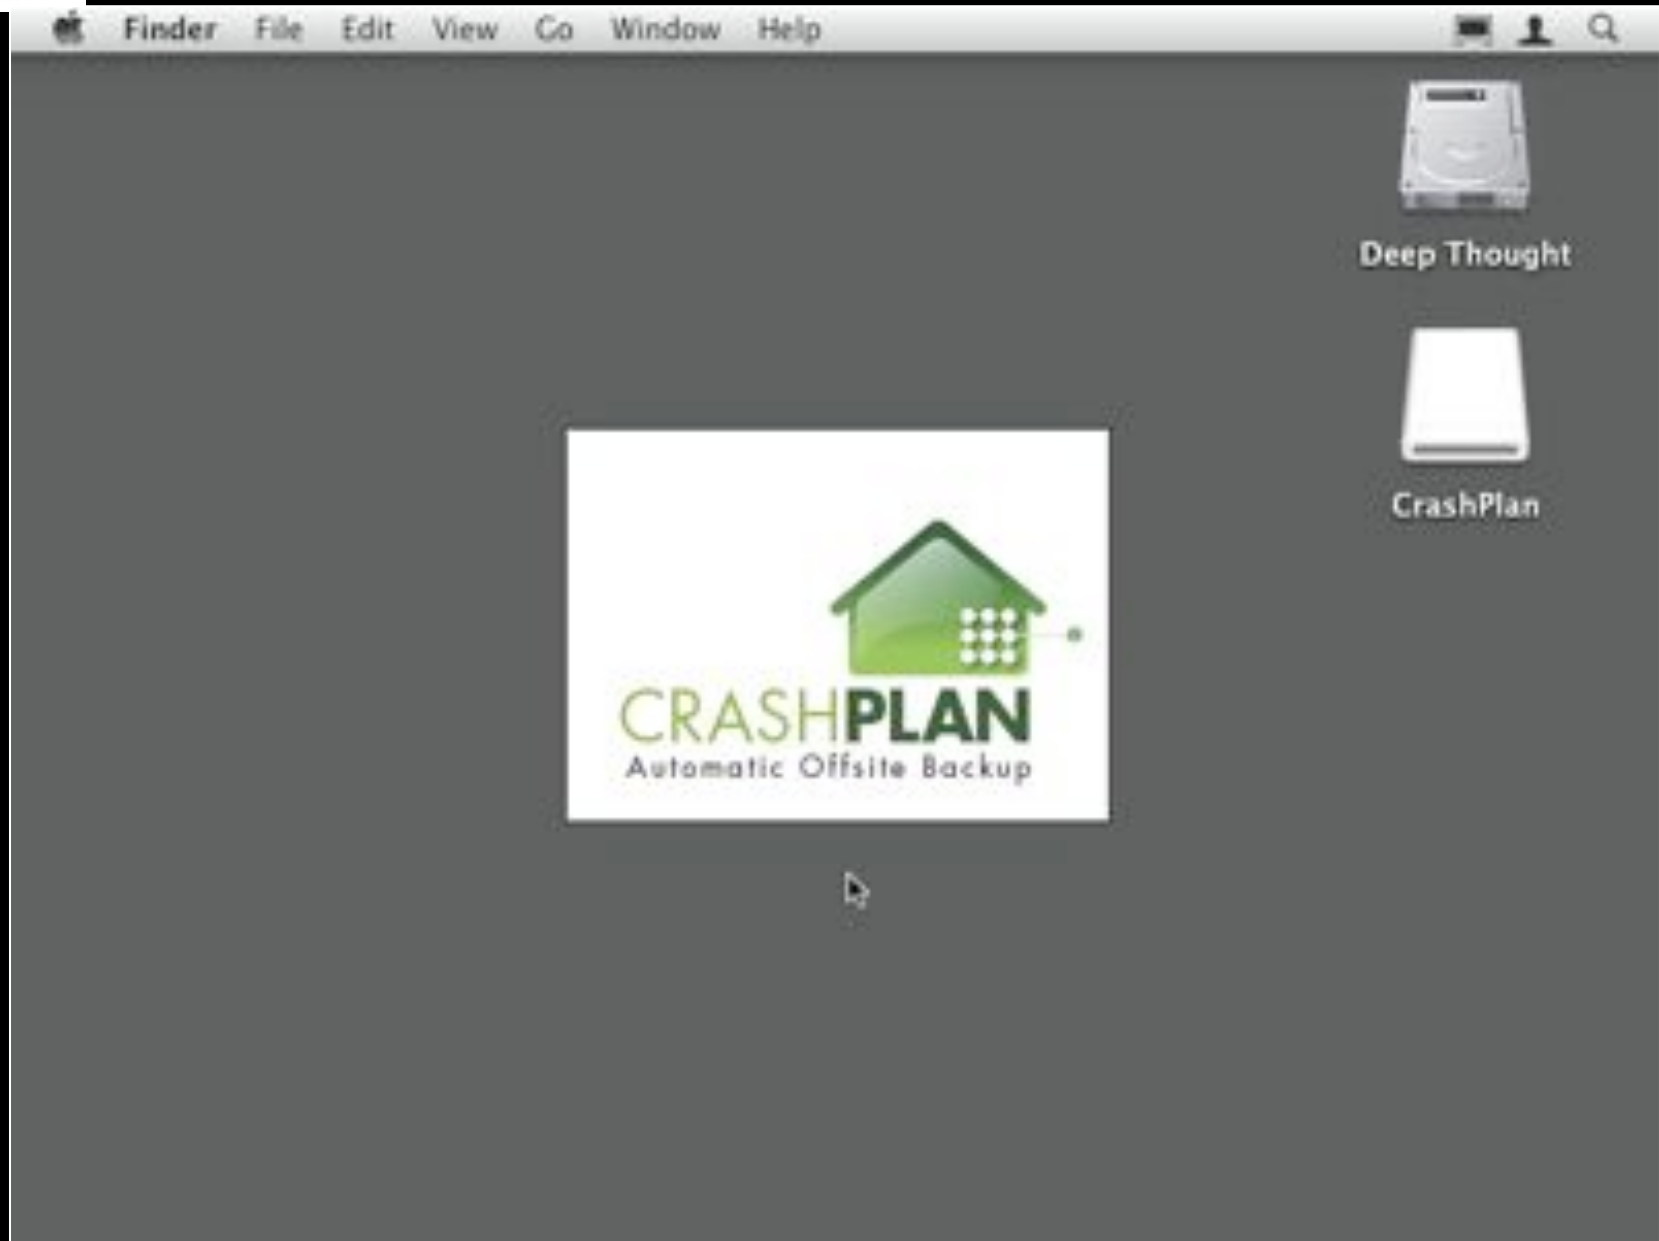 Finder File Edit View Go Window Help
Deep Thought
CrashPlan
CRASHPLAN
Automatic Offsite Backup